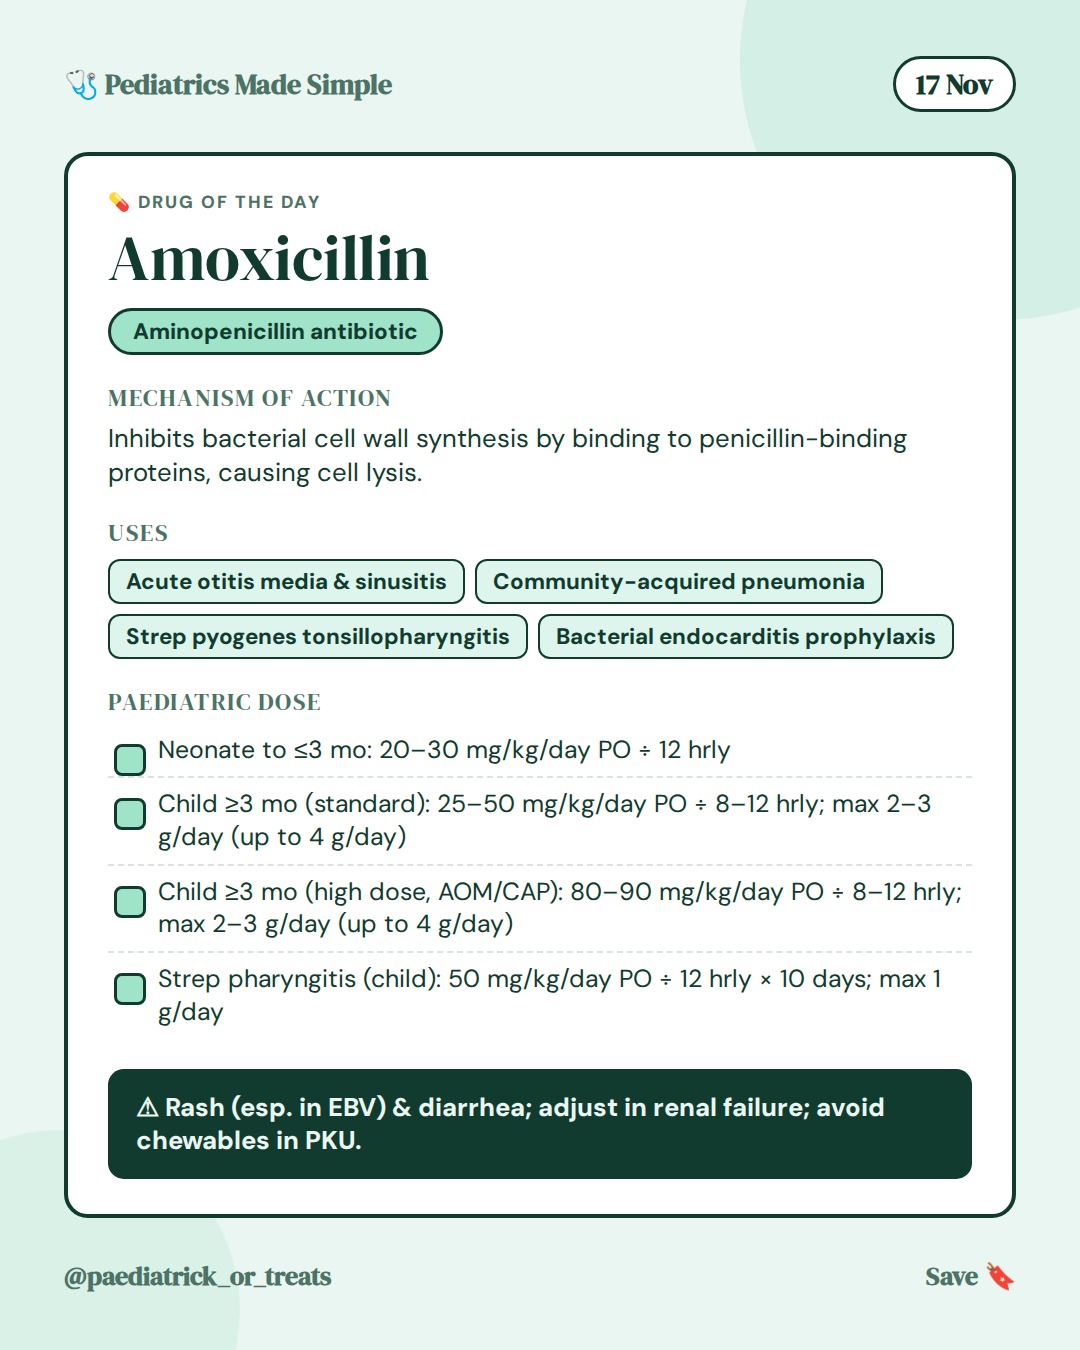 🩺 Pediatrics Made Simple
17 Nov
💊 DRUG OF THE DAY
Amoxicillin
Aminopenicillin antibiotic
MECHANISM OF ACTION
Inhibits bacterial cell wall synthesis by binding to penicillin-binding
proteins, causing cell lysis.
USES
Acute otitis media & sinusitis
Community-acquired pneumonia
Strep pyogenes tonsillopharyngitis
Bacterial endocarditis prophylaxis
PAEDIATRIC DOSE
Neonate to ≤3 mo: 20–30 mg/kg/day PO ÷ 12 hrly
Child ≥3 mo (standard): 25–50 mg/kg/day PO ÷ 8–12 hrly; max 2–3
g/day (up to 4 g/day)
Child ≥3 mo (high dose, AOM/CAP): 80–90 mg/kg/day PO ÷ 8–12 hrly;
max 2–3 g/day (up to 4 g/day)
Strep pharyngitis (child): 50 mg/kg/day PO ÷ 12 hrly × 10 days; max 1
g/day
⚠ Rash (esp. in EBV) & diarrhea; adjust in renal failure; avoid
chewables in PKU.
@paediatrick_or_treats
Save 🔖